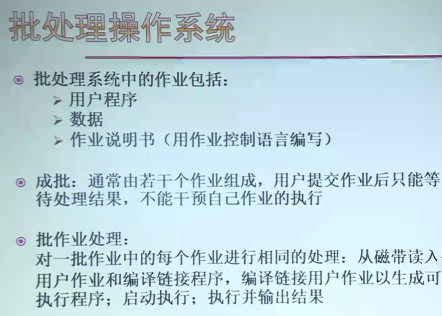 批处理操作系统
批处理系统中的作业包括：
用户程序
数据
作业说明书（用作业控制语言编写）
成批：通常由若干个作业组成，用户提交作业后只能等
待处理结果，不能干预自己作业的执行
批作业处理：
对一批作业中的每个作业进行相同的处理：从磁带读入
用户作业和编译链接程序，编译链接用户作业以生成可
执行程序；启动执行；执行并输出结果